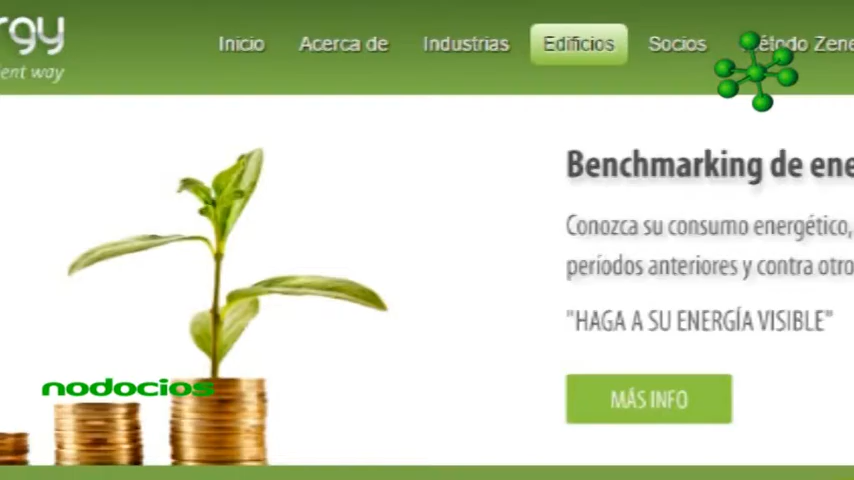 rgy
ent way
Inicio Acerca de Industrias Edificios Socios étodo Zene
Benchmarking de ene
Conozca su consumo energético,
períodos anteriores y contra otro
"HAGA A SU ENERGÍA VISIBLE"
MÁS INFO
nodocios